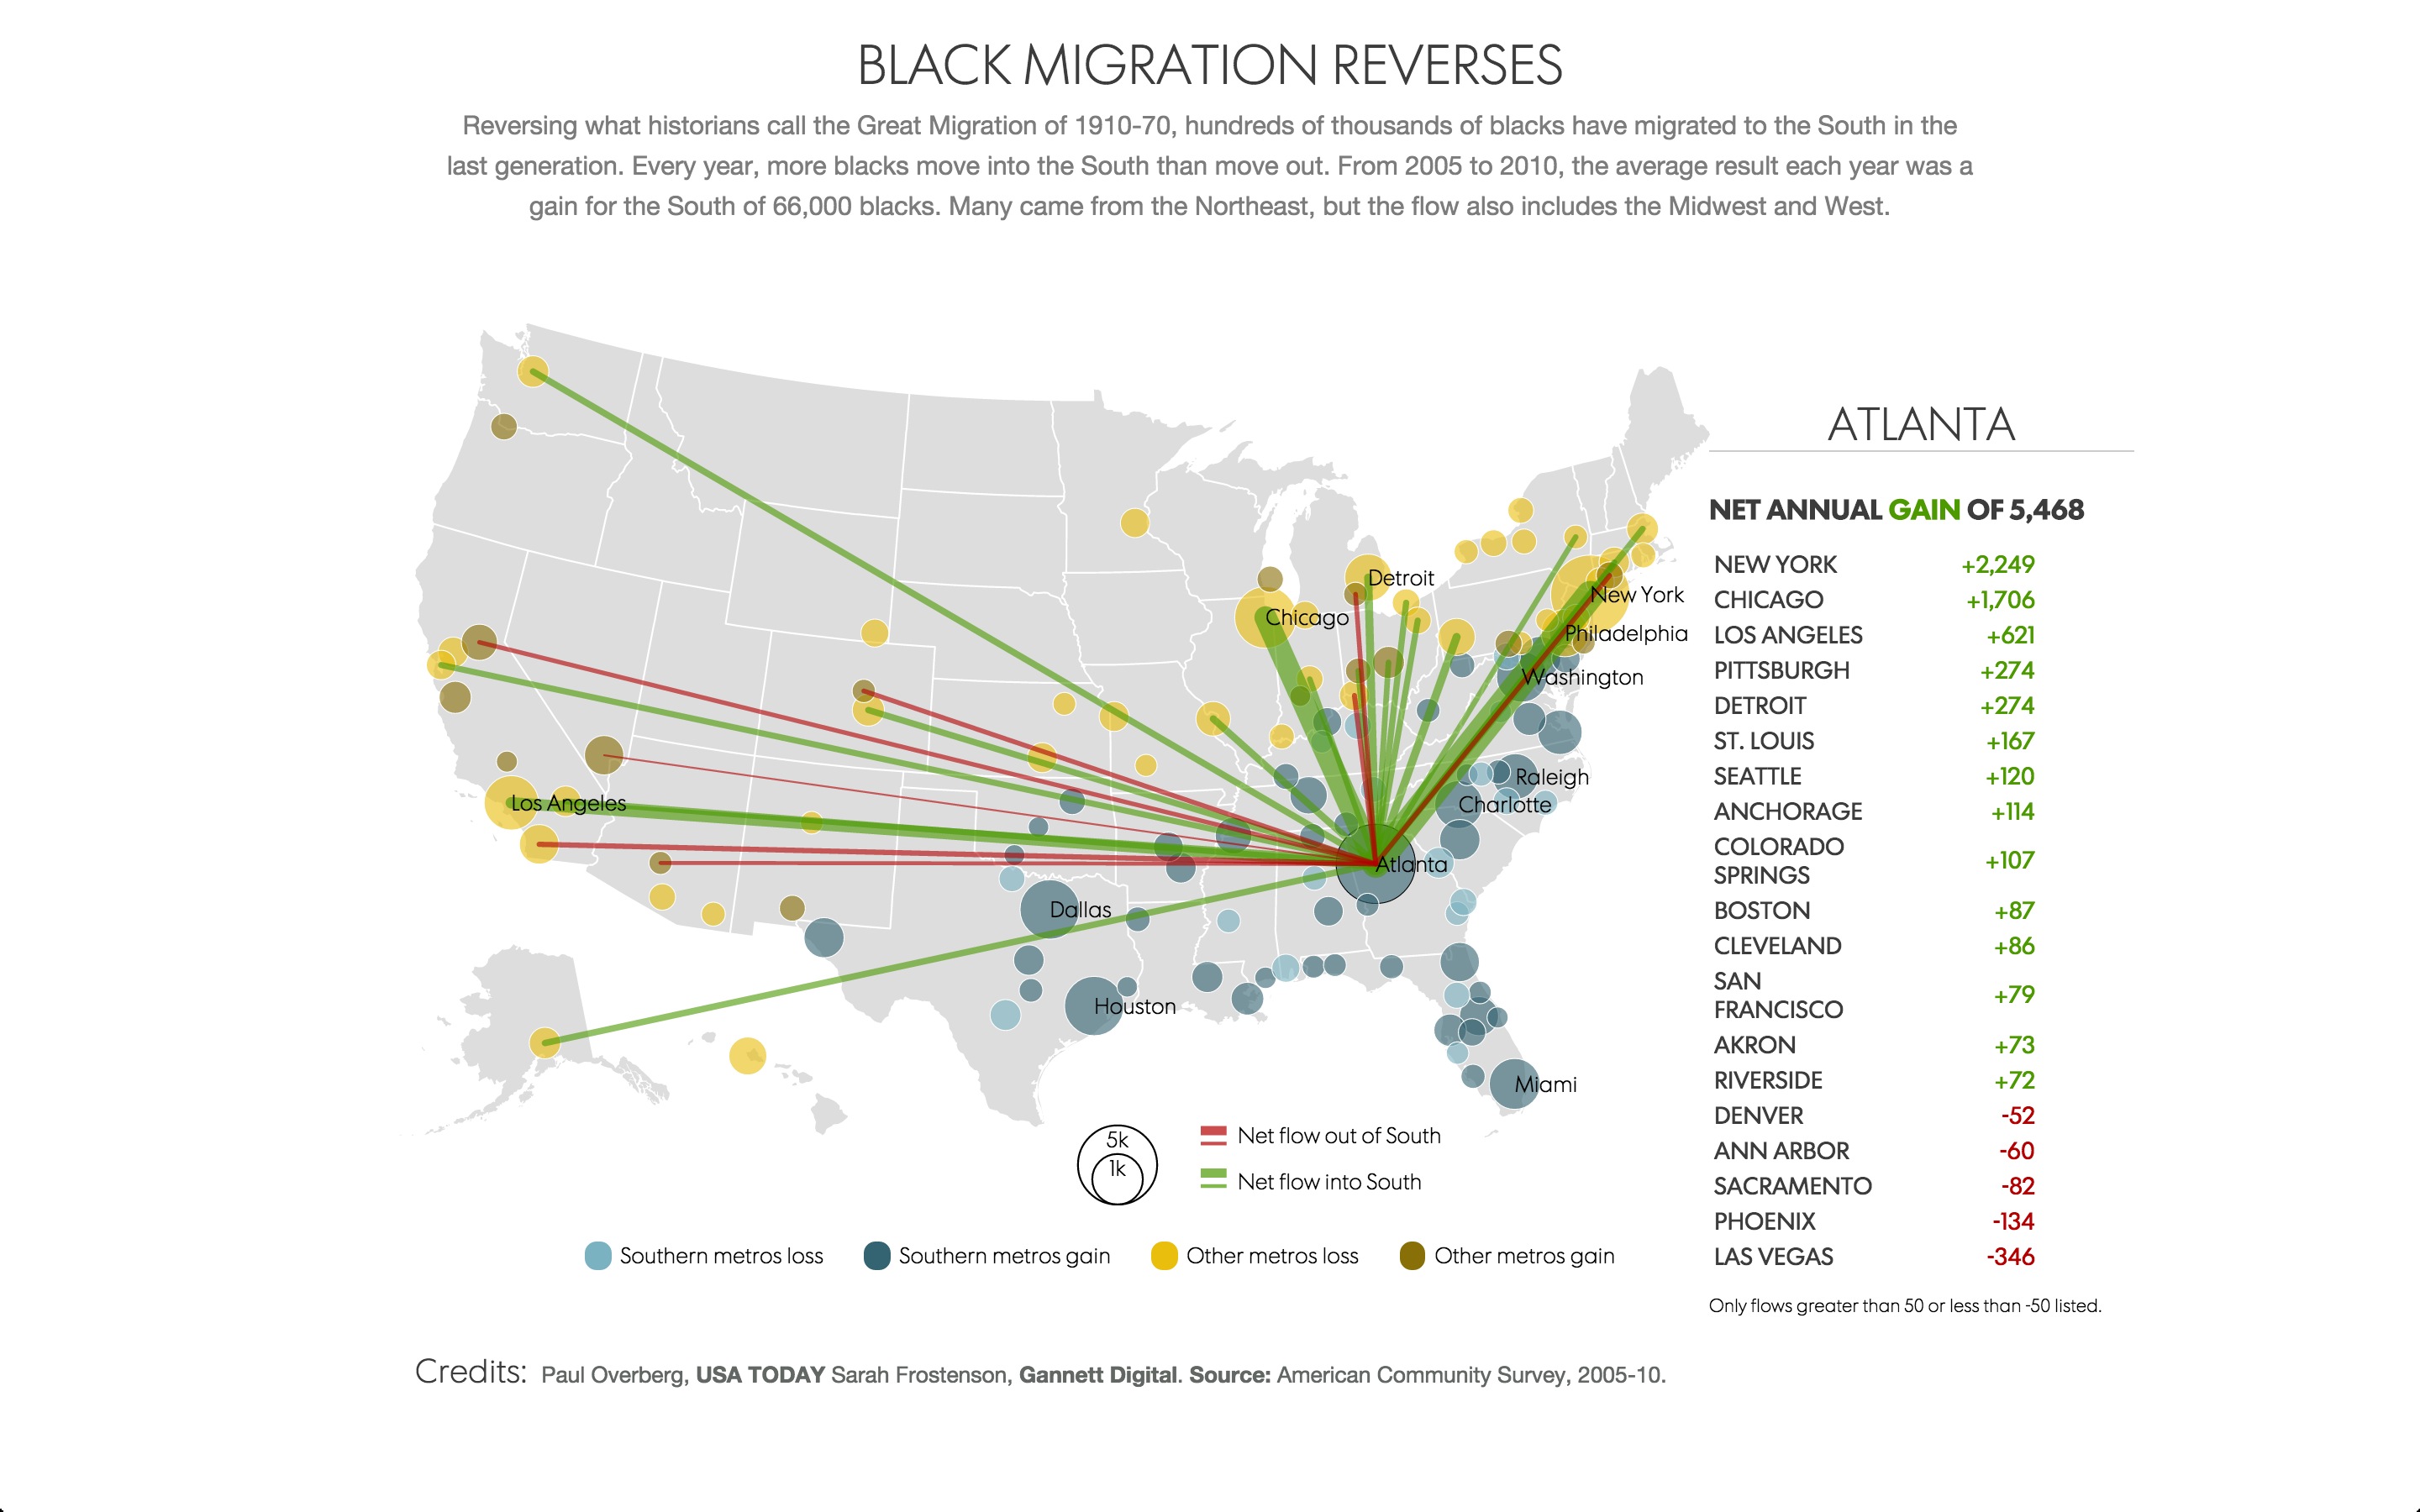 BLACK MIGRATION REVERSES
Reversing what historians call the Great Migration of 1910-70, hundreds of thousands of blacks have migrated to the South in the
last generation. Every year, more blacks move into the South than move out. From 2005 to 2010, the average result each year was a
gain for the South of 66,000 blacks. Many came from the Northeast, but the flow also includes the Midwest and West.
Detroit
Chicago
New York
Philadelphia
Washington
Raleigh
Charlotte
Los Angeles
Atlanta
Dallas
Houston
Miami
5k
1k
Net flow out of South
Net flow into South
Southern metros loss
Southern metros gain
Other metros loss
Other metros gain
ATLANTA
NET ANNUAL GAIN OF 5,468
NEW YORK +2,249
CHICAGO +1,706
LOS ANGELES +621
PITTSBURGH +274
DETROIT +274
ST. LOUIS +167
SEATTLE +120
ANCHORAGE +114
COLORADO
SPRINGS +107
BOSTON +87
CLEVELAND +86
SAN
FRANCISCO +79
AKRON +73
RIVERSIDE +72
DENVER -52
ANN ARBOR -60
SACRAMENTO -82
PHOENIX -134
LAS VEGAS -346
Only flows greater than 50 or less than -50 listed.
Credits: Paul Overberg, USA TODAY Sarah Frostenson, Gannett Digital. Source: American Community Survey, 2005-10.